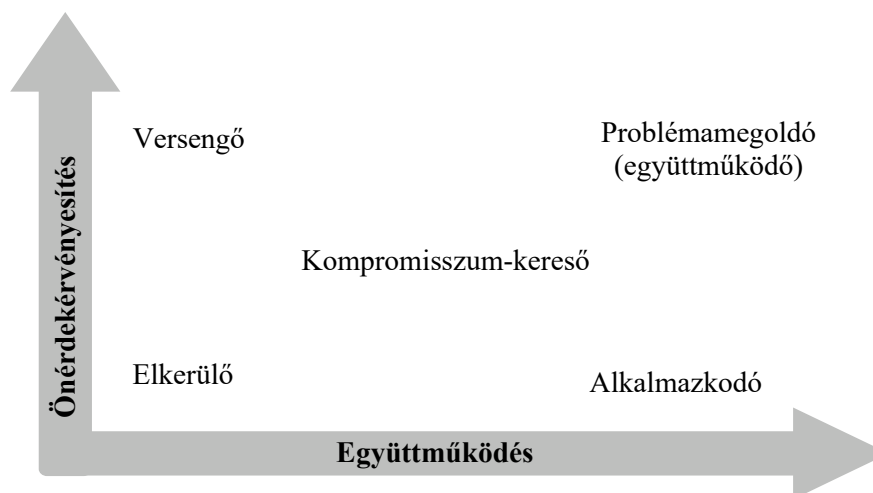 Önérdekérvényesítés
Versengő
Problémamegoldó
(együttműködő)
Kompromisszum-kereső
Elkerülő
Alkalmazkodó
Együttműködés